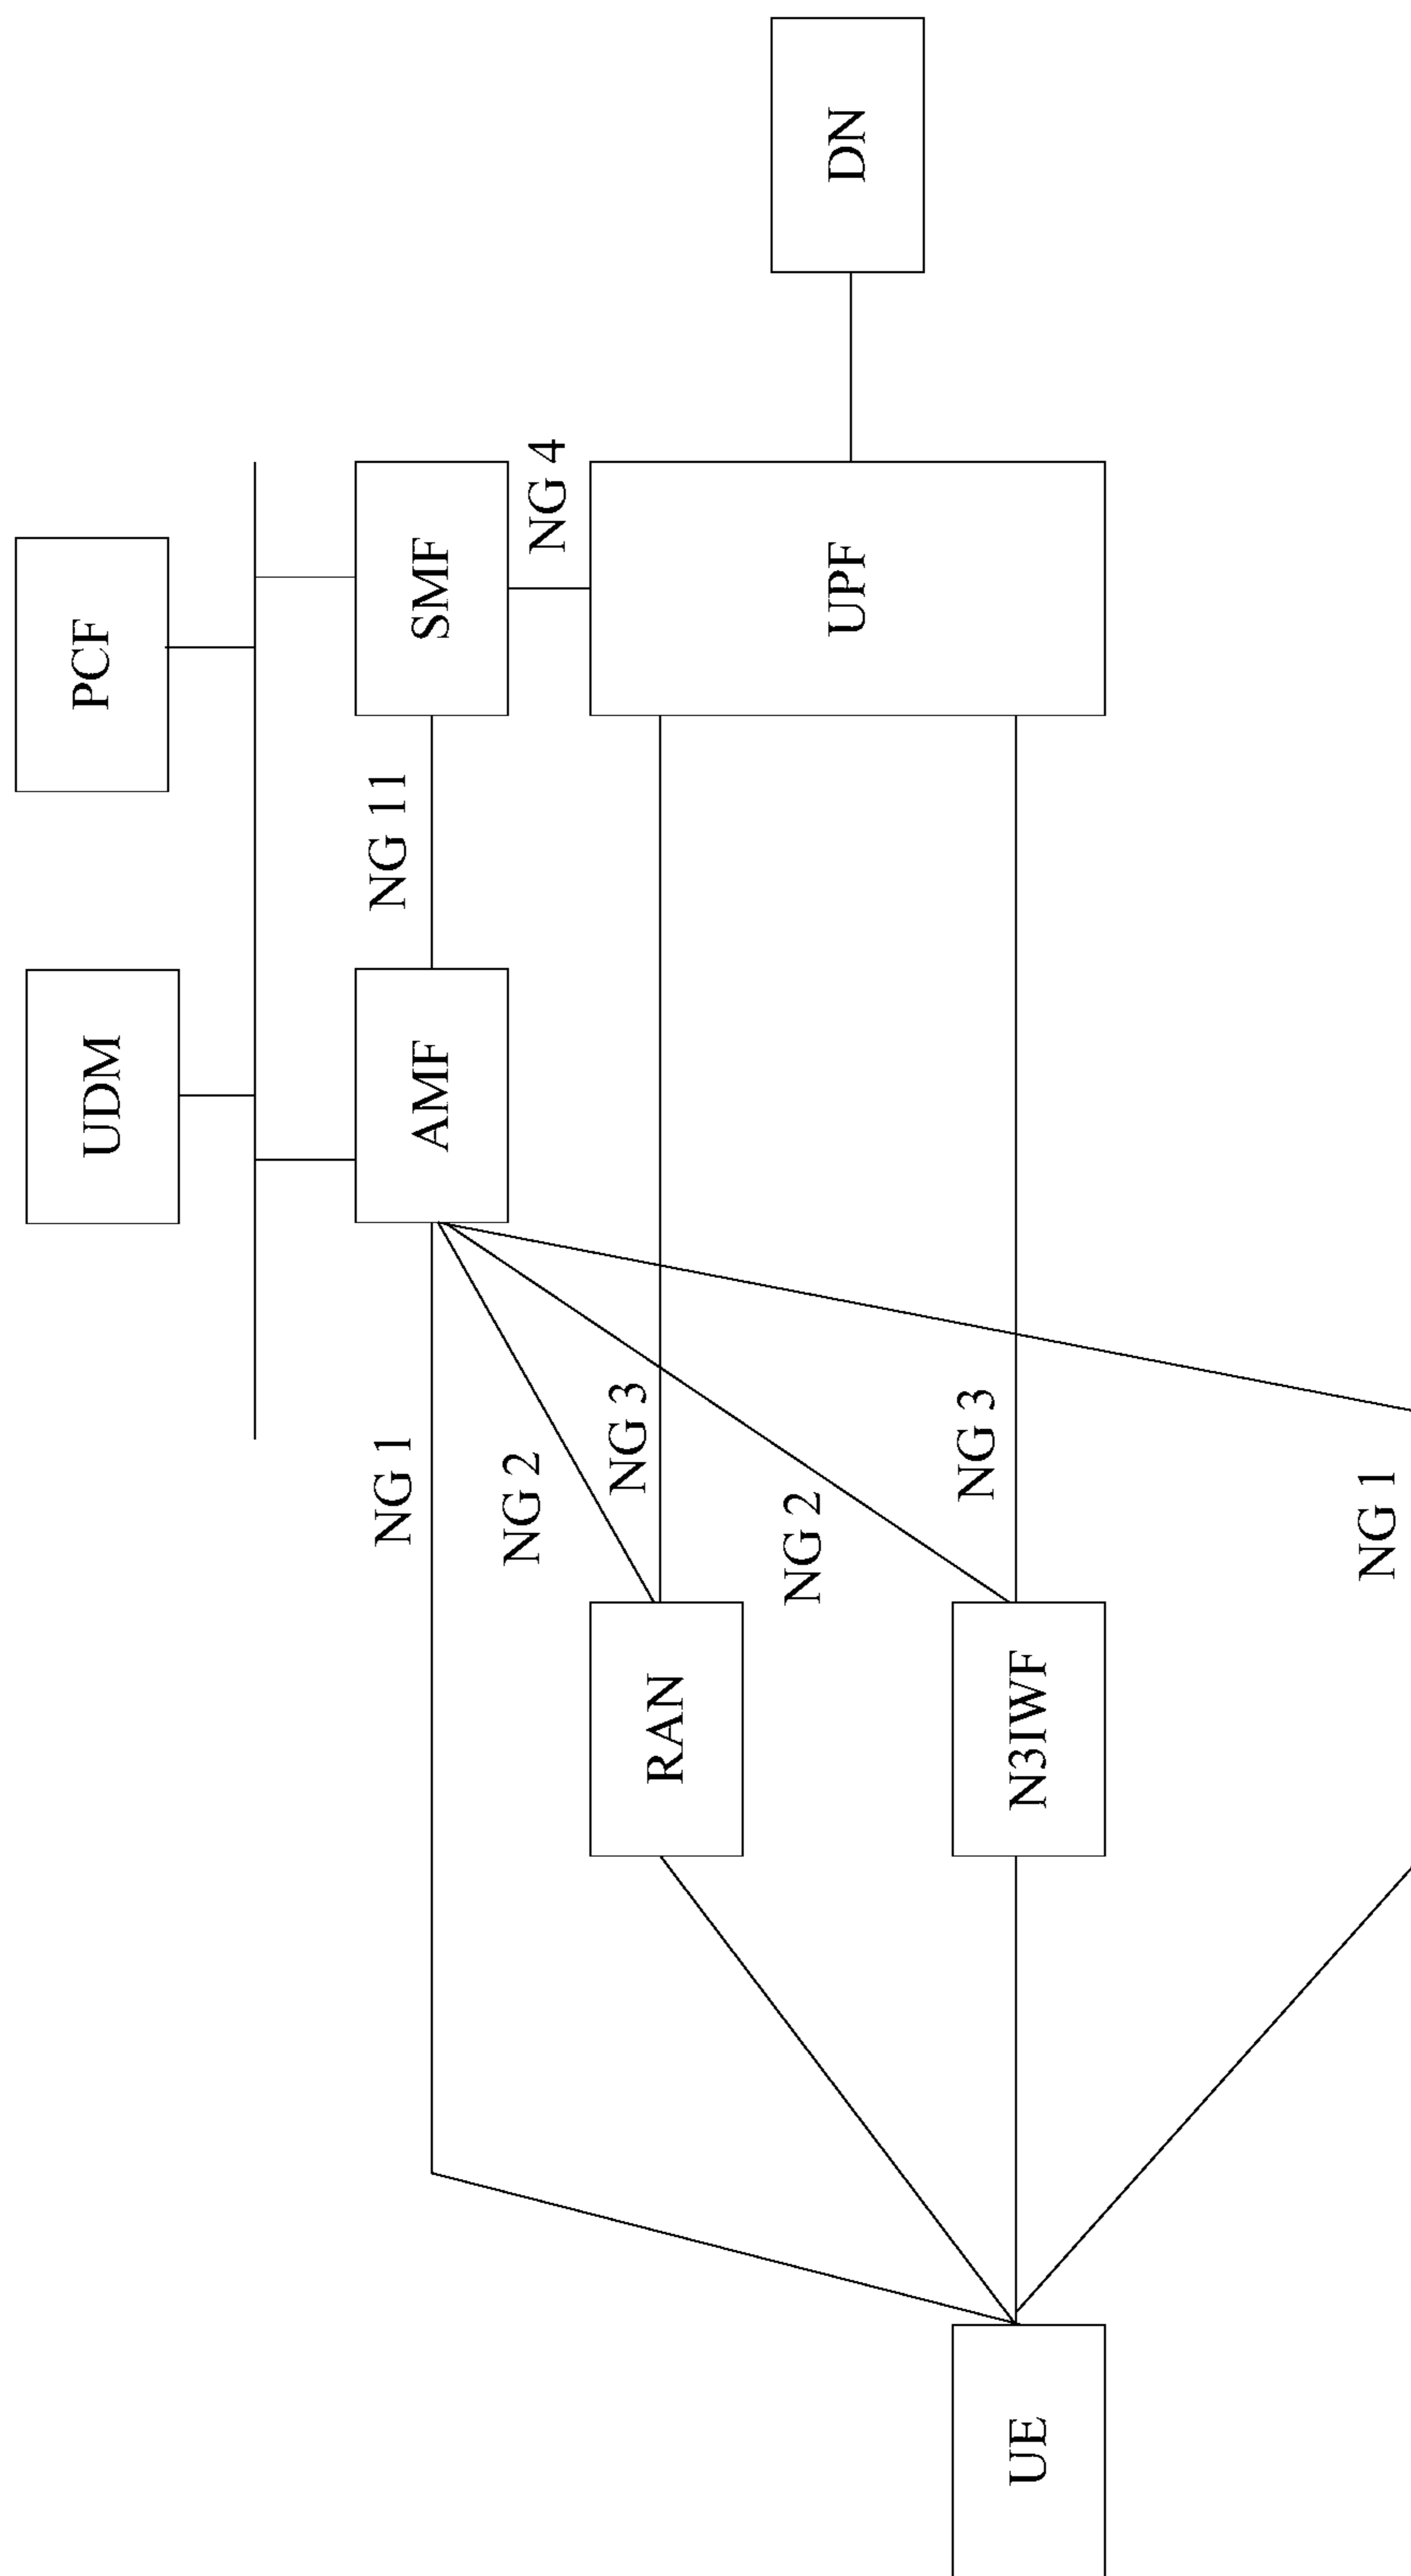 UDM
PCF
AMF
NG 11
SMF
NG 1
NG 4
NG 2
NG 3
RAN
UPF
DN
NG 2
NG 3
UE
N3IWF
NG 1